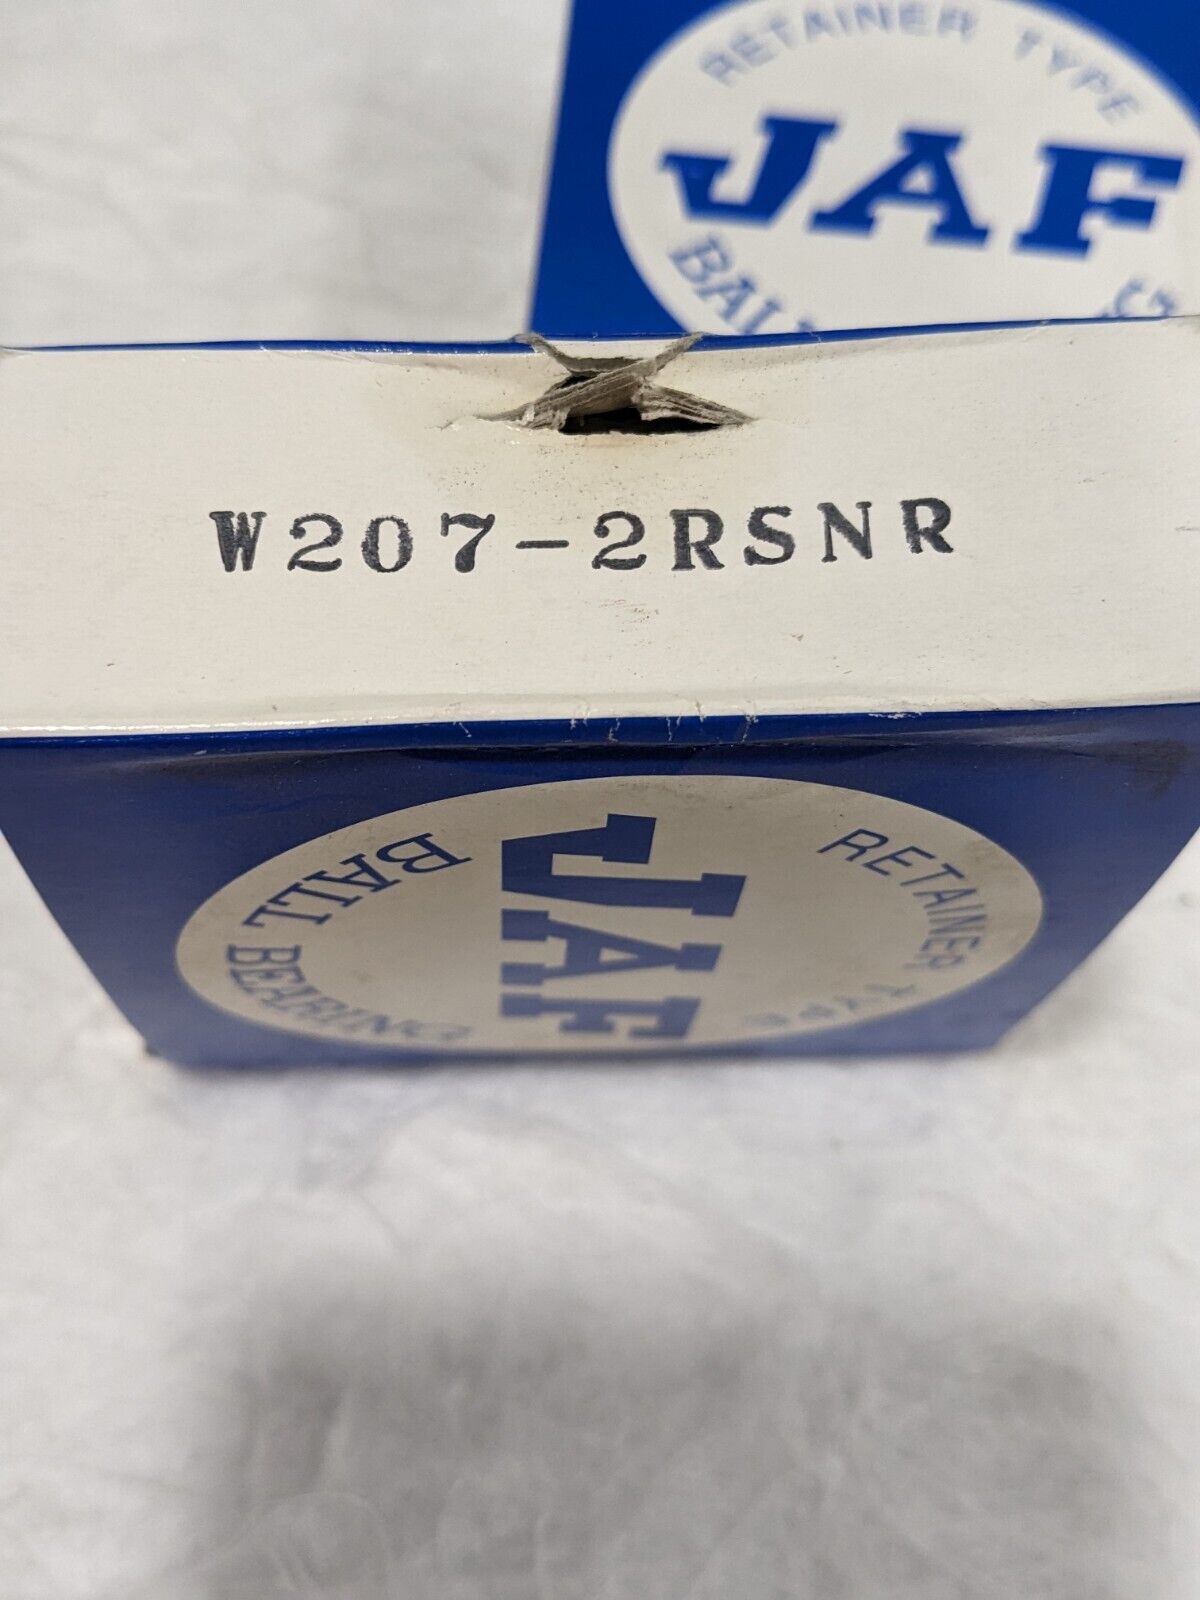 RETAINER TYPE
JAF
W207-2RSNR
RETAINER TYPE
JAF
BALL BEARING